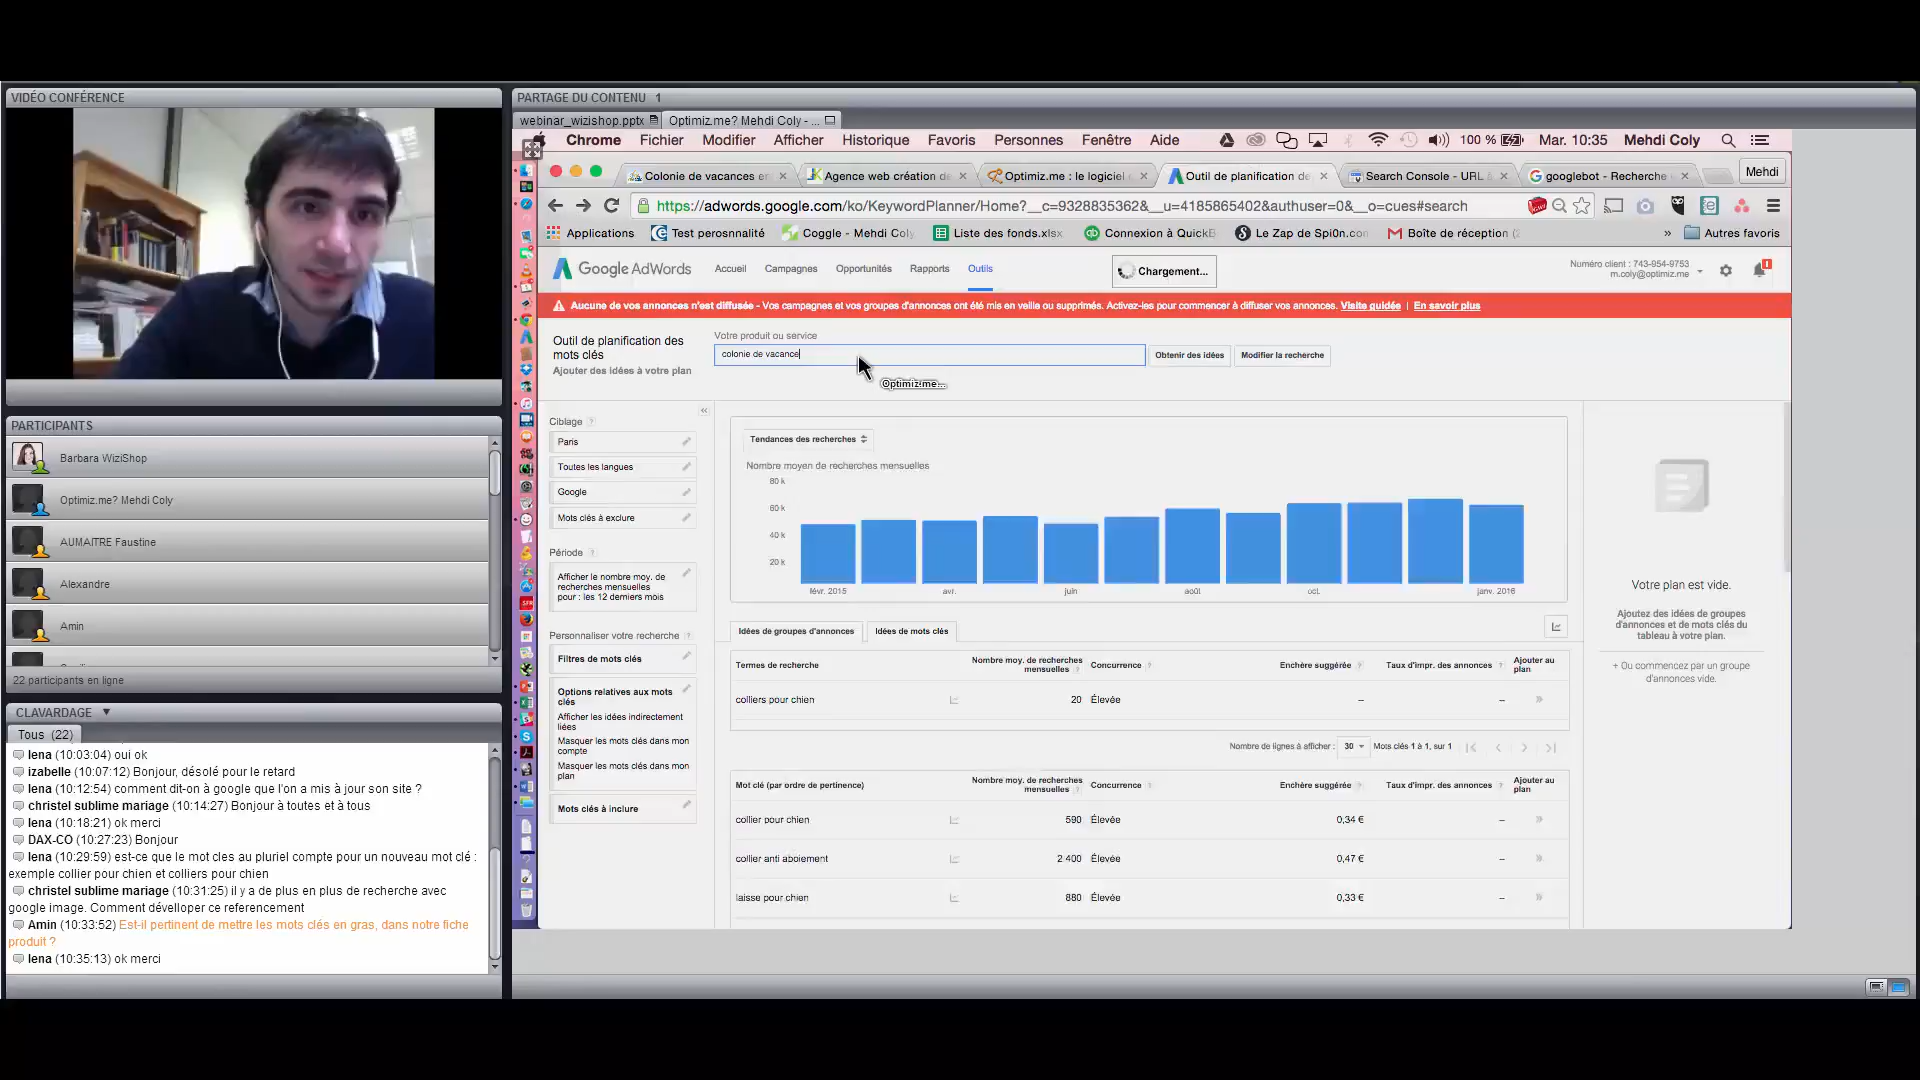 VIDÉO CONFÉRENCE
PARTICIPANTS
Barbara WiziShop
Optimiz.me? Mehdi Coly
AUMAITRE Faustine
Alexandre
Amin
22 participants en ligne
CLAVARDAGE
Tous (22)
lena (10:03:04) oui ok
izabelle (10:07:12) Bonjour, désolé pour le retard
lena (10:12:54) comment dit-on à google que l'on a mis à jour son site ?
christel sublime mariage (10:14:27) Bonjour à toutes et à tous
lena (10:18:21) ok merci
DAX-CO (10:27:23) Bonjour
lena (10:29:59) est-ce que le mot cles au pluriel compte pour un nouveau mot clé :
exemple collier pour chien et colliers pour chien
christel sublime mariage (10:31:25) il y a de plus en plus de recherche avec
google image. Comment dévelloper ce referencement
Amin (10:33:52) Est-il pertinent de mettre les mots clés en gras, dans notre fiche
produit ?
lena (10:35:13) ok merci
PARTAGE DU CONTENU 1
webinar_wizishop.pptx Optimiz.me? Mehdi Coly - ...
Chrome Fichier Modifier Afficher Historique Favoris Personnes Fenêtre Aide 100 % Mar. 10:35 Mehdi Coly
Colonie de vacances en Agence web création de Optimiz.me : le logiciel Outil de planification de Search Console - URL Googlebot - Recherche Mehdi
https://adwords.google.com/ko/KeywordPlanner/Home?__c=9328835362&__u=4185865402&authuser=0&__o=cues#search
Applications Test perosnnalité Coggle - Mehdi Coly Liste des fonds.xlsx Connexion à QuickB Le Zap de Spi0n.com Boîte de réception (2 » Autres favoris
Google AdWords Accueil Campagnes Opportunités Rapports Outils Chargement... Numéro client : 743-954-9753
m.coly@optimiz.me
Aucune de vos annonces n'est diffusée - Vos campagnes et vos groupes d'annonces ont été mis en veille ou supprimés. Activez-les pour commencer à diffuser vos annonces. Visite guidée | En savoir plus
Outil de planification des
mots clés
Ajouter des idées à votre plan
Votre produit ou service
colonie de vacance
Obtenir des idées Modifier la recherche
Optimiz.me...
Ciblage ?
Paris
Toutes les langues
Google
Mots clés à exclure
Période ?
Afficher le nombre moy. de
recherches mensuelles
pour : les 12 derniers mois
Personnaliser votre recherche ?
Filtres de mots clés
Options relatives aux mots
clés
Afficher les idées indirectement
liées
Masquer les mots clés dans mon
compte
Masquer les mots clés dans mon
plan
Mots clés à inclure
«
Tendances des recherches
Nombre moyen de recherches mensuelles
80 k
60 k
40 k
20 k
févr. 2015 avr. juin août oct. janv. 2016
Idées de groupes d'annonces Idées de mots clés
Termes de recherche Nombre moy. de recherches mensuelles ? Concurrence ? Enchère suggérée ? Taux d'impr. des annonces ? Ajouter au plan
colliers pour chien 20 Élevée – – »
Nombre de lignes à afficher : 30 Mots clés 1 à 1, sur 1
Mot clé (par ordre de pertinence) Nombre moy. de recherches mensuelles ? Concurrence ? Enchère suggérée ? Taux d'impr. des annonces ? Ajouter au plan
collier pour chien 590 Élevée 0,34 € – »
collier anti aboiement 2 400 Élevée 0,47 € – »
laisse pour chien 880 Élevée 0,33 € – »
Votre plan est vide.
Ajoutez des idées de groupes
d'annonces et de mots clés du
tableau à votre plan.
+ Ou commencez par un groupe
d'annonces vide.